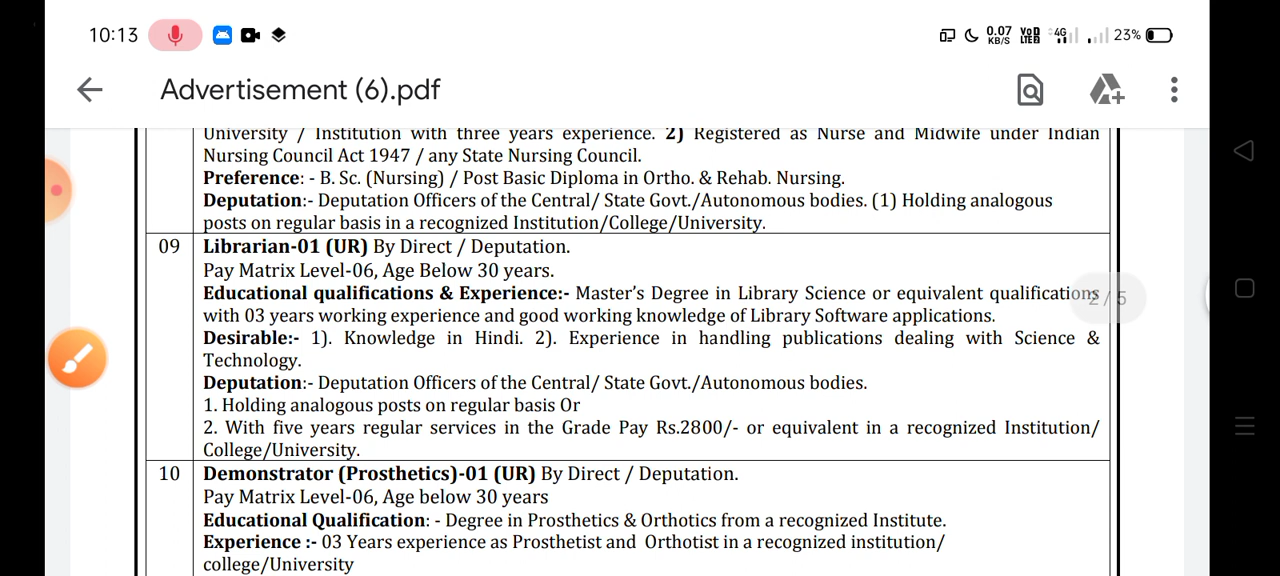 10:13
0.07 KB/S VoD LTE2 4G 23%
Advertisement (6).pdf
University / Institution with three years experience. 2) Registered as Nurse and Midwife under Indian
Nursing Council Act 1947 / any State Nursing Council.
Preference: - B. Sc. (Nursing) / Post Basic Diploma in Ortho. & Rehab. Nursing.
Deputation:- Deputation Officers of the Central/ State Govt./Autonomous bodies. (1) Holding analogous
posts on regular basis in a recognized Institution/College/University.
09 Librarian-01 (UR) By Direct / Deputation.
Pay Matrix Level-06, Age Below 30 years.
Educational qualifications & Experience:- Master's Degree in Library Science or equivalent qualifications
2 / 5
with 03 years working experience and good working knowledge of Library Software applications.
Desirable:- 1). Knowledge in Hindi. 2). Experience in handling publications dealing with Science &
Technology.
Deputation:- Deputation Officers of the Central/ State Govt./Autonomous bodies.
1. Holding analogous posts on regular basis Or
2. With five years regular services in the Grade Pay Rs.2800/- or equivalent in a recognized Institution/
College/University.
10 Demonstrator (Prosthetics)-01 (UR) By Direct / Deputation.
Pay Matrix Level-06, Age below 30 years
Educational Qualification: - Degree in Prosthetics & Orthotics from a recognized Institute.
Experience :- 03 Years experience as Prosthetist and Orthotist in a recognized institution/
college/University